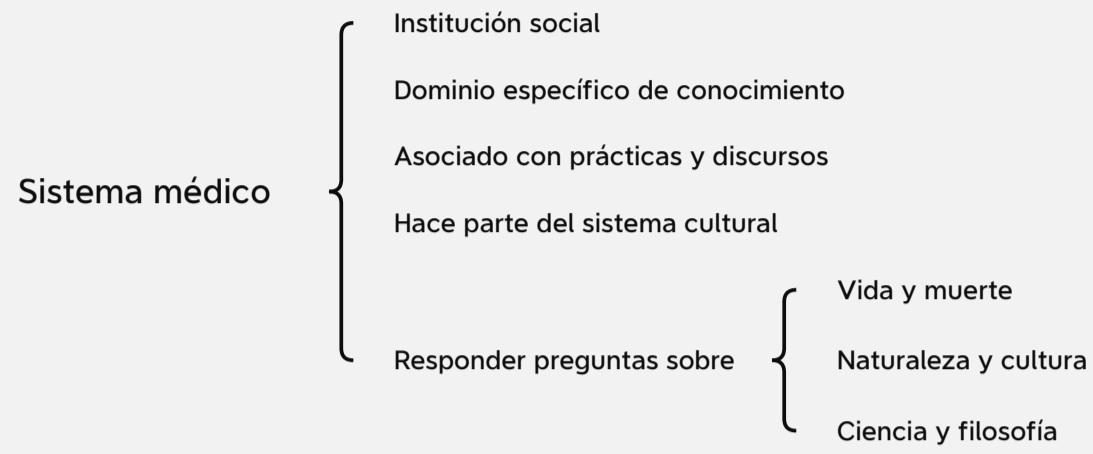 Institución social
Dominio específico de conocimiento
Asociado con prácticas y discursos
Sistema médico
Hace parte del sistema cultural
Responder preguntas sobre
Vida y muerte
Naturaleza y cultura
Ciencia y filosofía